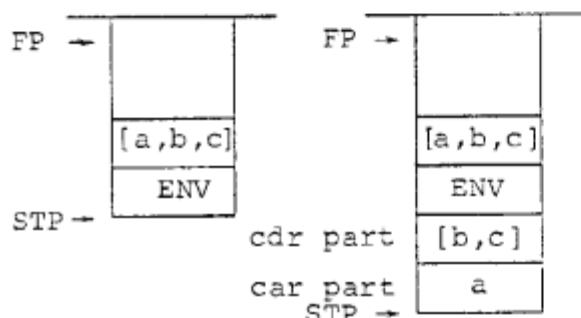 FP →
FP →
[a,b,c]
[a,b,c]
ENV
ENV
STP→
cdr part
[b,c]
car part
a
STP →